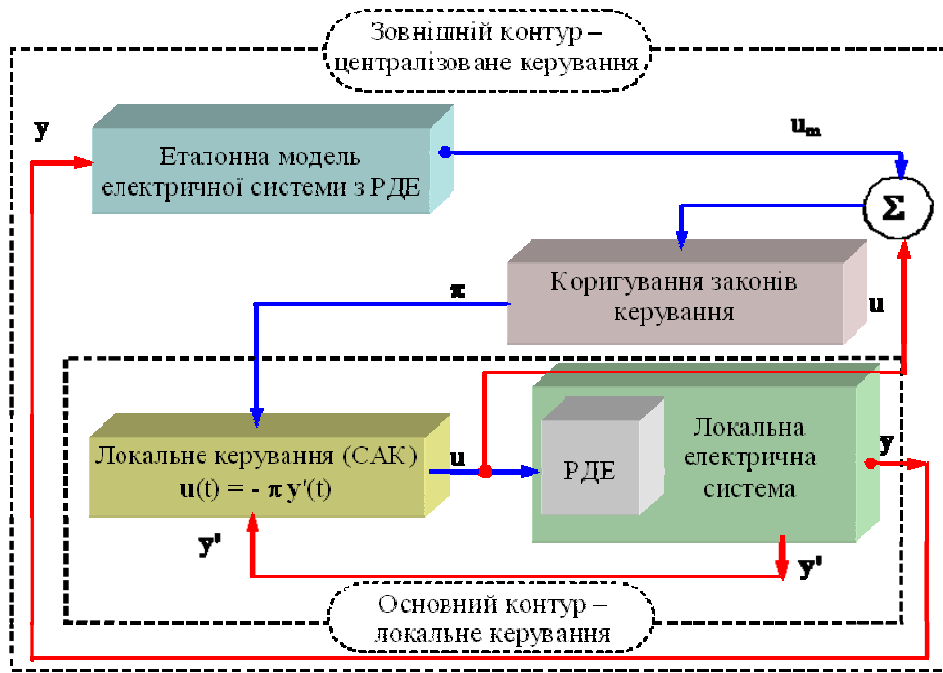 Зовнішній контур –
централізоване керування
y
Еталонна модель
електричної системи з РДЕ
uₘ
Σ
Коригування законів
керування
π
u
Локальне керування (САК)
u(t) = - π y'(t)
u
РДЕ
Локальна
електрична
система
y
y'
y'
Основний контур –
локальне керування